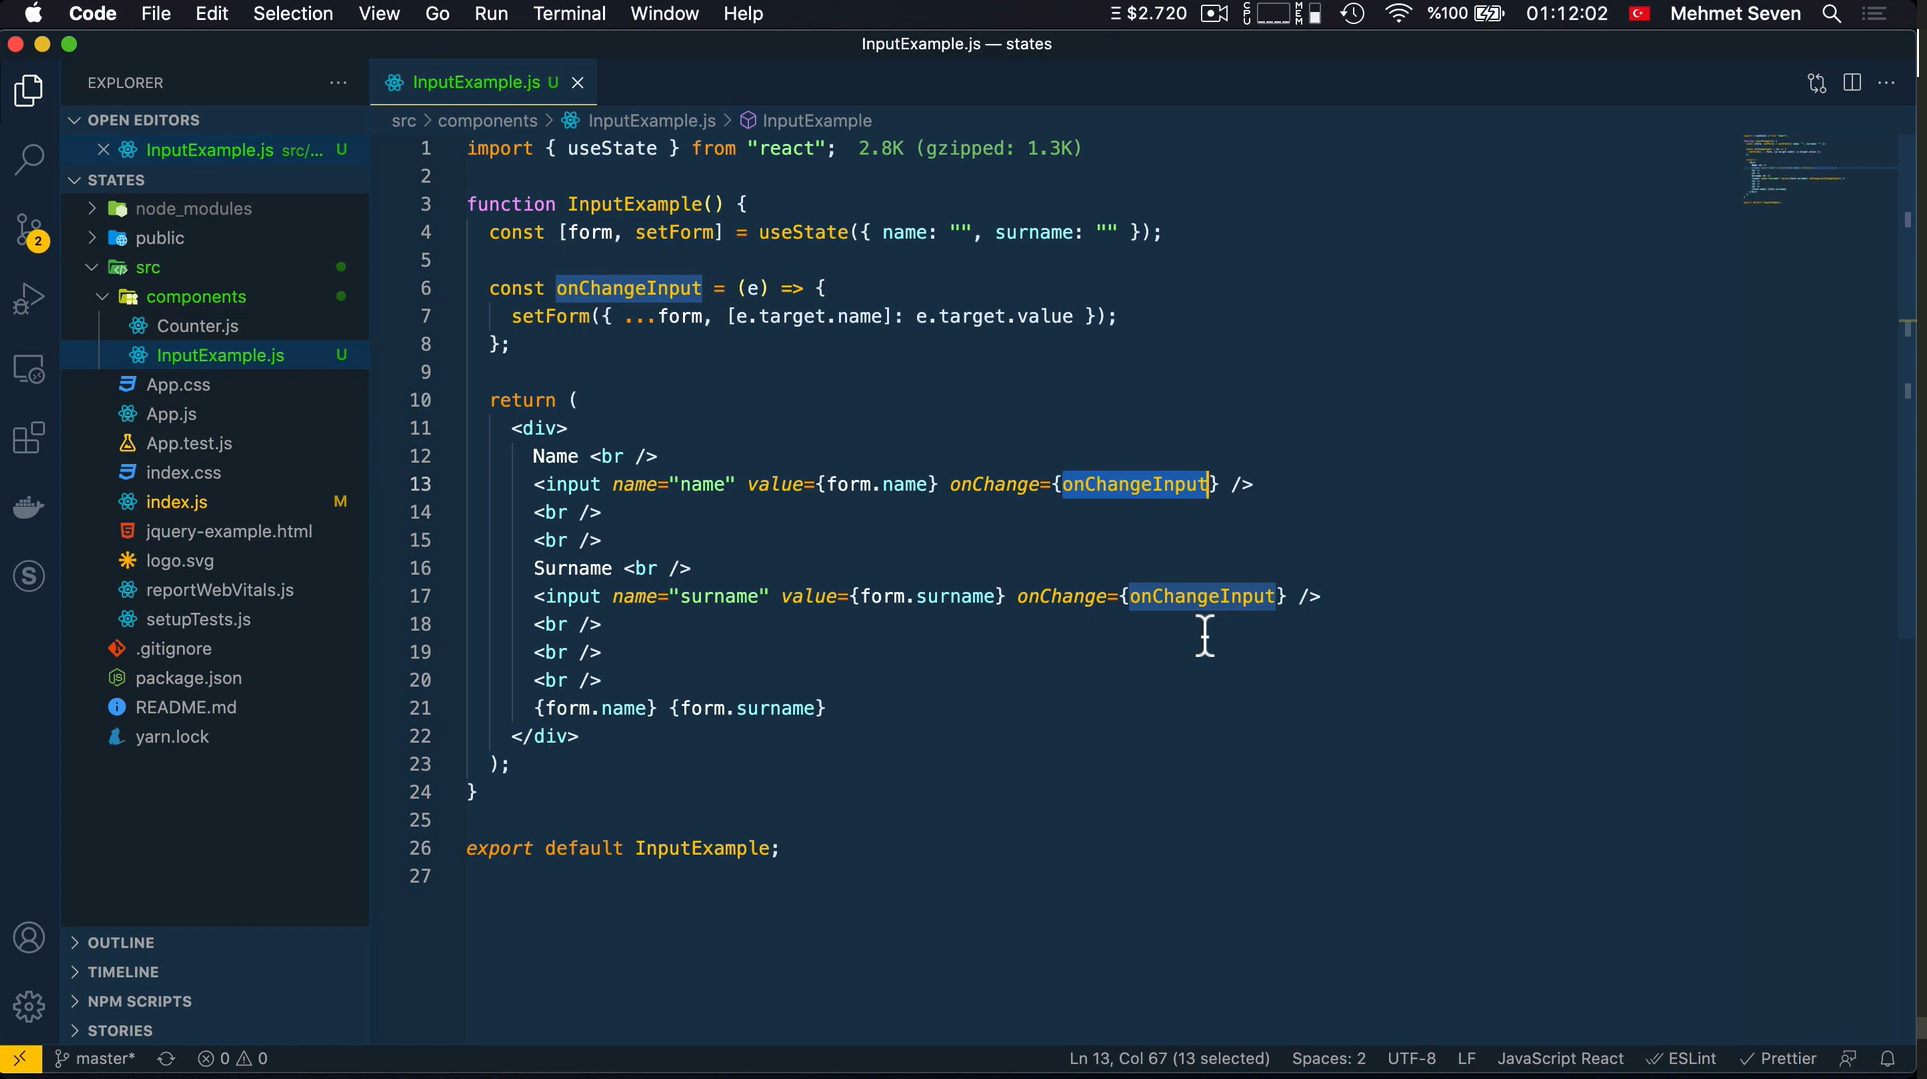 Code File Edit Selection View Go Run Terminal Window Help
$2.720 CPU MEM %100 01:12:02 Mehmet Seven
InputExample.js — states
EXPLORER
InputExample.js U
OPEN EDITORS
InputExample.js src/... U
STATES
node_modules
public
src
components
Counter.js
InputExample.js U
App.css
App.js
App.test.js
index.css
index.js M
jquery-example.html
logo.svg
reportWebVitals.js
setupTests.js
.gitignore
package.json
README.md
yarn.lock
OUTLINE
TIMELINE
NPM SCRIPTS
STORIES
2
src > components > InputExample.js > InputExample
1 import { useState } from "react"; 2.8K (gzipped: 1.3K)
2
3 function InputExample() {
4 const [form, setForm] = useState({ name: "", surname: "" });
5
6 const onChangeInput = (e) => {
7 setForm({ ...form, [e.target.name]: e.target.value });
8 };
9
10 return (
11 <div>
12 Name <br />
13 <input name="name" value={form.name} onChange={onChangeInput} />
14 <br />
15 <br />
16 Surname <br />
17 <input name="surname" value={form.surname} onChange={onChangeInput} />
18 <br />
19 <br />
20 <br />
21 {form.name} {form.surname}
22 </div>
23 );
24 }
25
26 export default InputExample;
27
master* 0 0 Ln 13, Col 67 (13 selected) Spaces: 2 UTF-8 LF JavaScript React ESLint Prettier